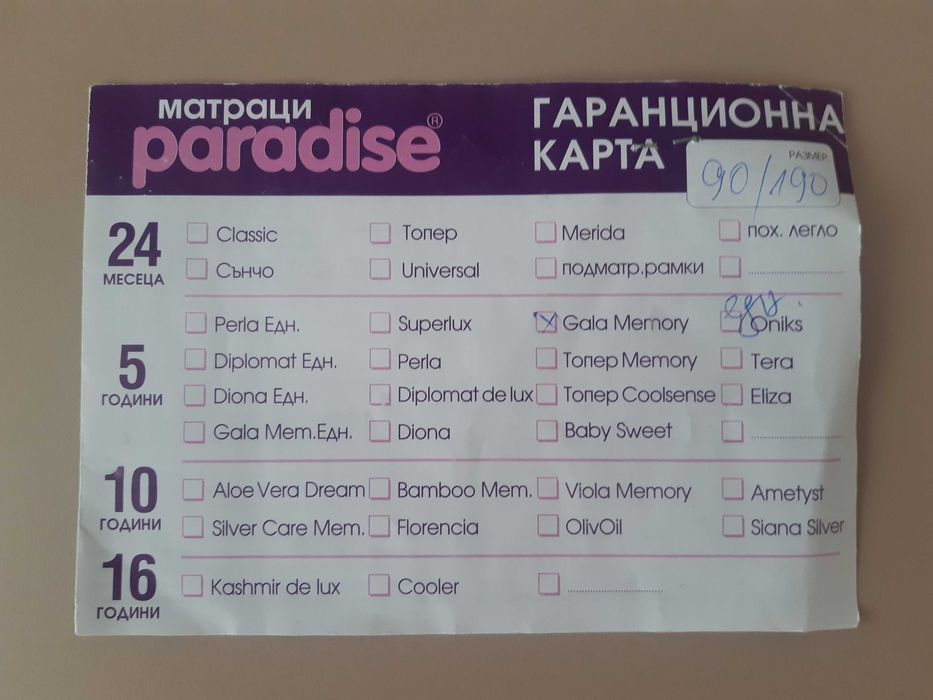 матраци
paradise®
ГАРАНЦИОННА
КАРТА
РАЗМЕР
90/190
24
МЕСЕЦА
Classic Топер Merida пох. легло
Сънчо Universal подматр.рамки
5
ГОДИНИ
Perla Едн. Superlux Gala Memory Oniks
Diplomat Едн. Perla Топер Memory Tera
Diona Едн. Diplomat de lux Топер Coolsense Eliza
Gala Mem.Едн. Diona Baby Sweet
10
ГОДИНИ
Aloe Vera Dream Bamboo Mem. Viola Memory Ametyst
Silver Care Mem. Florencia OlivOil Siana Silver
16
ГОДИНИ
Kashmir de lux Cooler